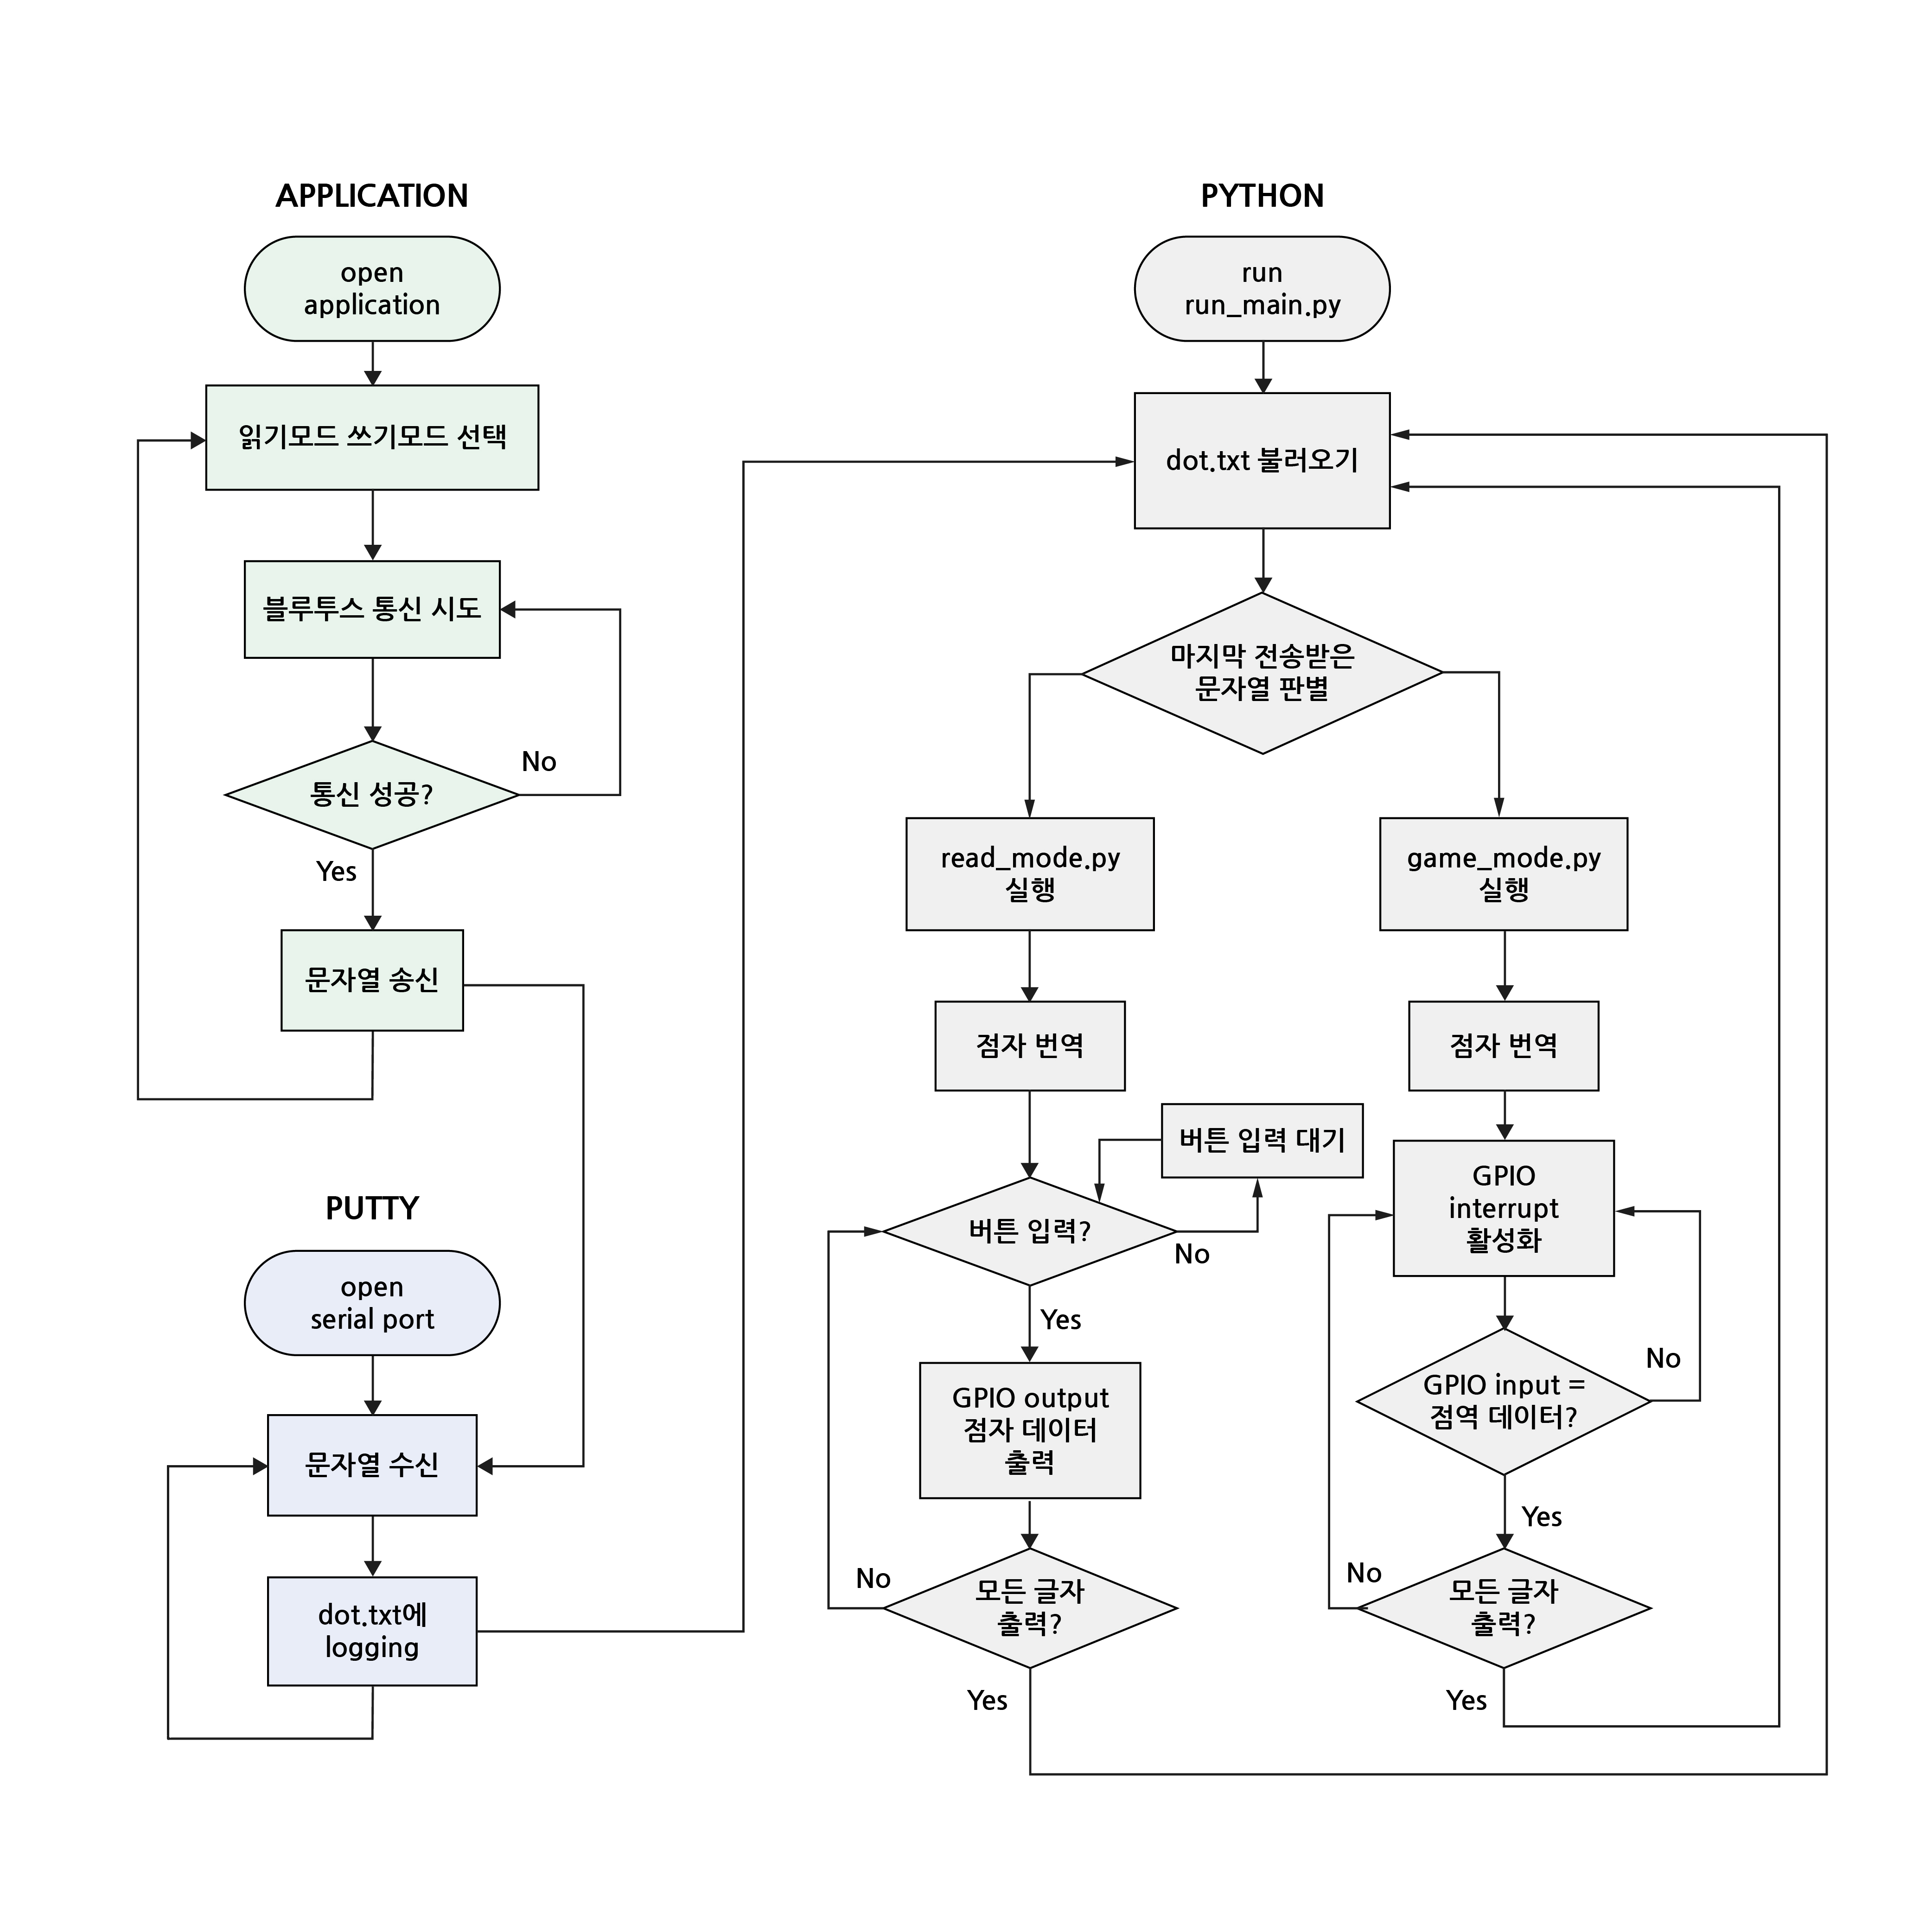 APPLICATION
open
application
읽기모드 쓰기모드 선택
블루투스 통신 시도
통신 성공?
No
Yes
문자열 송신
PUTTY
open
serial port
문자열 수신
dot.txt에
logging
PYTHON
run
run_main.py
dot.txt 불러오기
마지막 전송받은
문자열 판별
read_mode.py
실행
점자 번역
버튼 입력 대기
버튼 입력?
No
Yes
GPIO output
점자 데이터
출력
모든 글자
출력?
No
Yes
game_mode.py
실행
점자 번역
GPIO
interrupt
활성화
GPIO input =
점역 데이터?
No
Yes
모든 글자
출력?
No
Yes